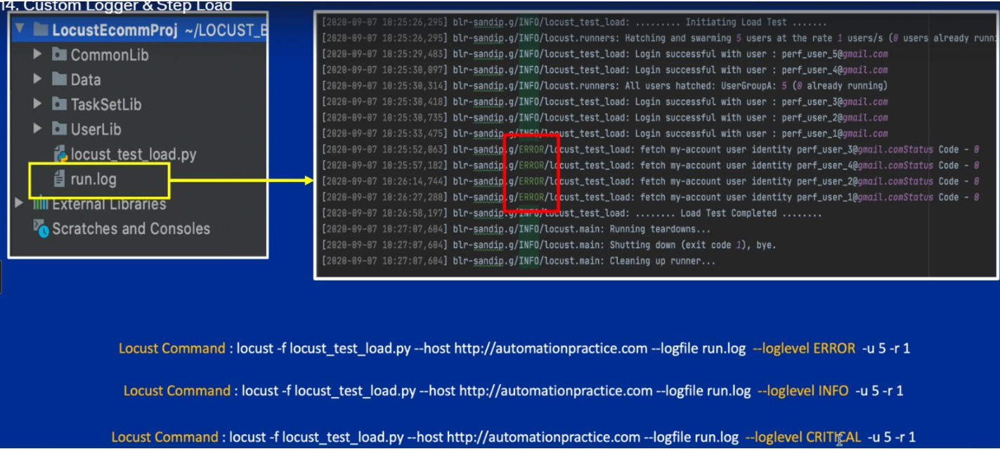 14. Custom Logger & Step Load
LocustEcommProj ~/LOCUST_E
CommonLib
Data
TaskSetLib
UserLib
locust_test_load.py
run.log
External Libraries
Scratches and Consoles
[2020-09-07 10:25:26,295] blr-sandip.g/INFO/locust_test_load: ......... Initiating Load Test .......
[2020-09-07 10:25:26,295] blr-sandip.g/INFO/locust.runners: Hatching and swarming 5 users at the rate 1 users/s (0 users already runni
[2020-09-07 10:25:29,483] blr-sandip.g/INFO/locust_test_load: Login successful with user : perf_user_5@gmail.com
[2020-09-07 10:25:30,097] blr-sandip.g/INFO/locust_test_load: Login successful with user : perf_user_4@gmail.com
[2020-09-07 10:25:30,314] blr-sandip.g/INFO/locust.runners: All users hatched: UserGroupA: 5 (0 already running)
[2020-09-07 10:25:30,418] blr-sandip.g/INFO/locust_test_load: Login successful with user : perf_user_3@gmail.com
[2020-09-07 10:25:30,735] blr-sandip.g/INFO/locust_test_load: Login successful with user : perf_user_2@gmail.com
[2020-09-07 10:25:33,475] blr-sandip.g/INFO/locust_test_load: Login successful with user : perf_user_1@gmail.com
[2020-09-07 10:25:52,063] blr-sandip.g/ERROR/locust_test_load: fetch my-account user identity perf_user_3@gmail.comStatus Code - 0
[2020-09-07 10:25:57,182] blr-sandip.g/ERROR/locust_test_load: fetch my-account user identity perf_user_4@gmail.comStatus Code - 0
[2020-09-07 10:26:14,744] blr-sandip.g/ERROR/locust_test_load: fetch my-account user identity perf_user_2@gmail.comStatus Code - 0
[2020-09-07 10:26:27,288] blr-sandip.g/ERROR/locust_test_load: fetch my-account user identity perf_user_1@gmail.comStatus Code - 0
[2020-09-07 10:26:58,197] blr-sandip.g/INFO/locust_test_load: ........ Load Test Completed ........
[2020-09-07 10:27:07,604] blr-sandip.g/INFO/locust.main: Running teardowns...
[2020-09-07 10:27:07,604] blr-sandip.g/INFO/locust.main: Shutting down (exit code 1), bye.
[2020-09-07 10:27:07,604] blr-sandip.g/INFO/locust.main: Cleaning up runner...
Locust Command : locust -f locust_test_load.py --host http://automationpractice.com --logfile run.log --loglevel ERROR -u 5 -r 1
Locust Command : locust -f locust_test_load.py --host http://automationpractice.com --logfile run.log --loglevel INFO -u 5 -r 1
Locust Command : locust -f locust_test_load.py --host http://automationpractice.com --logfile run.log --loglevel CRITICAL -u 5 -r 1